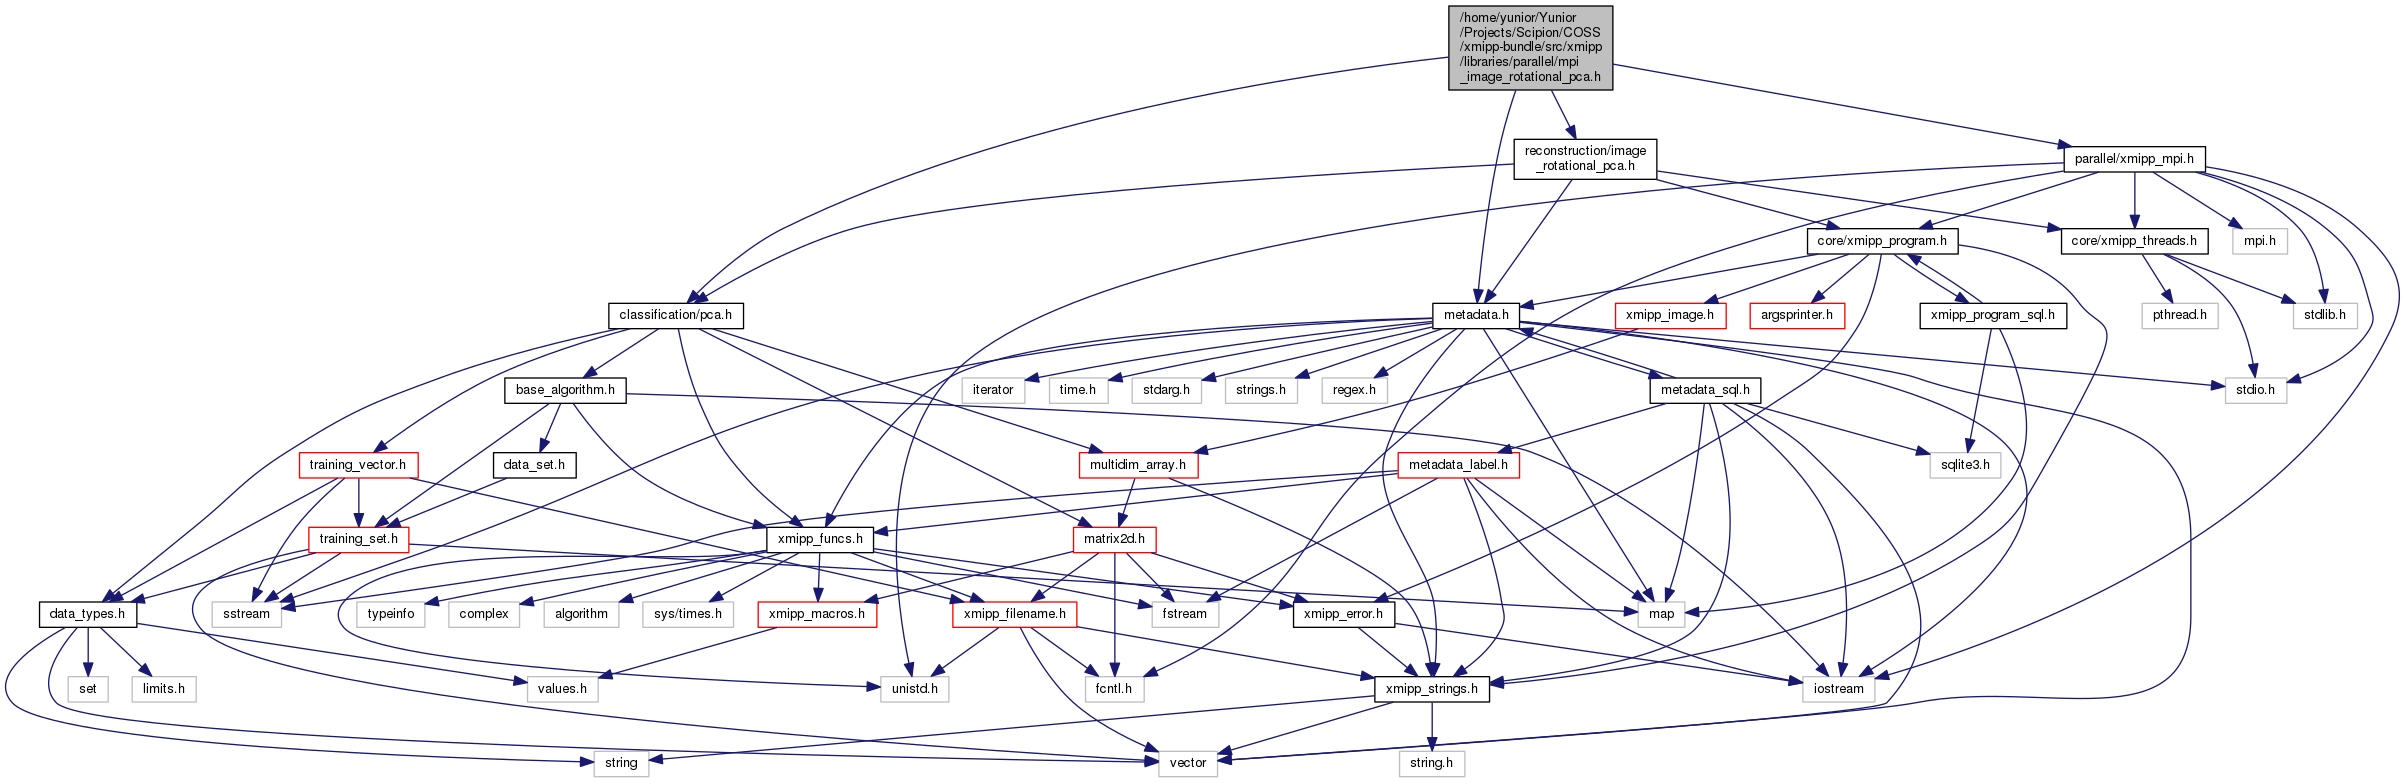 /home/yunior/Yunior
/Projects/Scipion/COSS
/xmipp-bundle/src/xmipp
/libraries/parallel/mpi
_image_rotational_pca.h
reconstruction/image
_rotational_pca.h
parallel/xmipp_mpi.h
core/xmipp_program.h
core/xmipp_threads.h
mpi.h
classification/pca.h
metadata.h
xmipp_image.h
argsprinter.h
xmipp_program_sql.h
pthread.h
stdlib.h
base_algorithm.h
iterator
time.h
stdarg.h
strings.h
regex.h
metadata_sql.h
stdio.h
training_vector.h
data_set.h
multidim_array.h
metadata_label.h
sqlite3.h
training_set.h
xmipp_funcs.h
matrix2d.h
data_types.h
sstream
typeinfo
complex
algorithm
sys/times.h
xmipp_macros.h
xmipp_filename.h
fstream
xmipp_error.h
map
set
limits.h
values.h
unistd.h
fcntl.h
xmipp_strings.h
iostream
string
vector
string.h